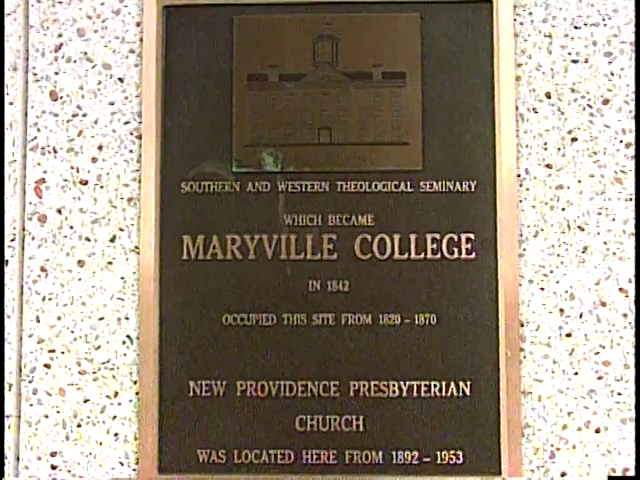 SOUTHERN AND WESTERN THEOLOGICAL SEMINARY
WHICH BECAME
MARYVILLE COLLEGE
IN 1842
OCCUPIED THIS SITE FROM 1820 - 1870
NEW PROVIDENCE PRESBYTERIAN
CHURCH
WAS LOCATED HERE FROM 1892 - 1953